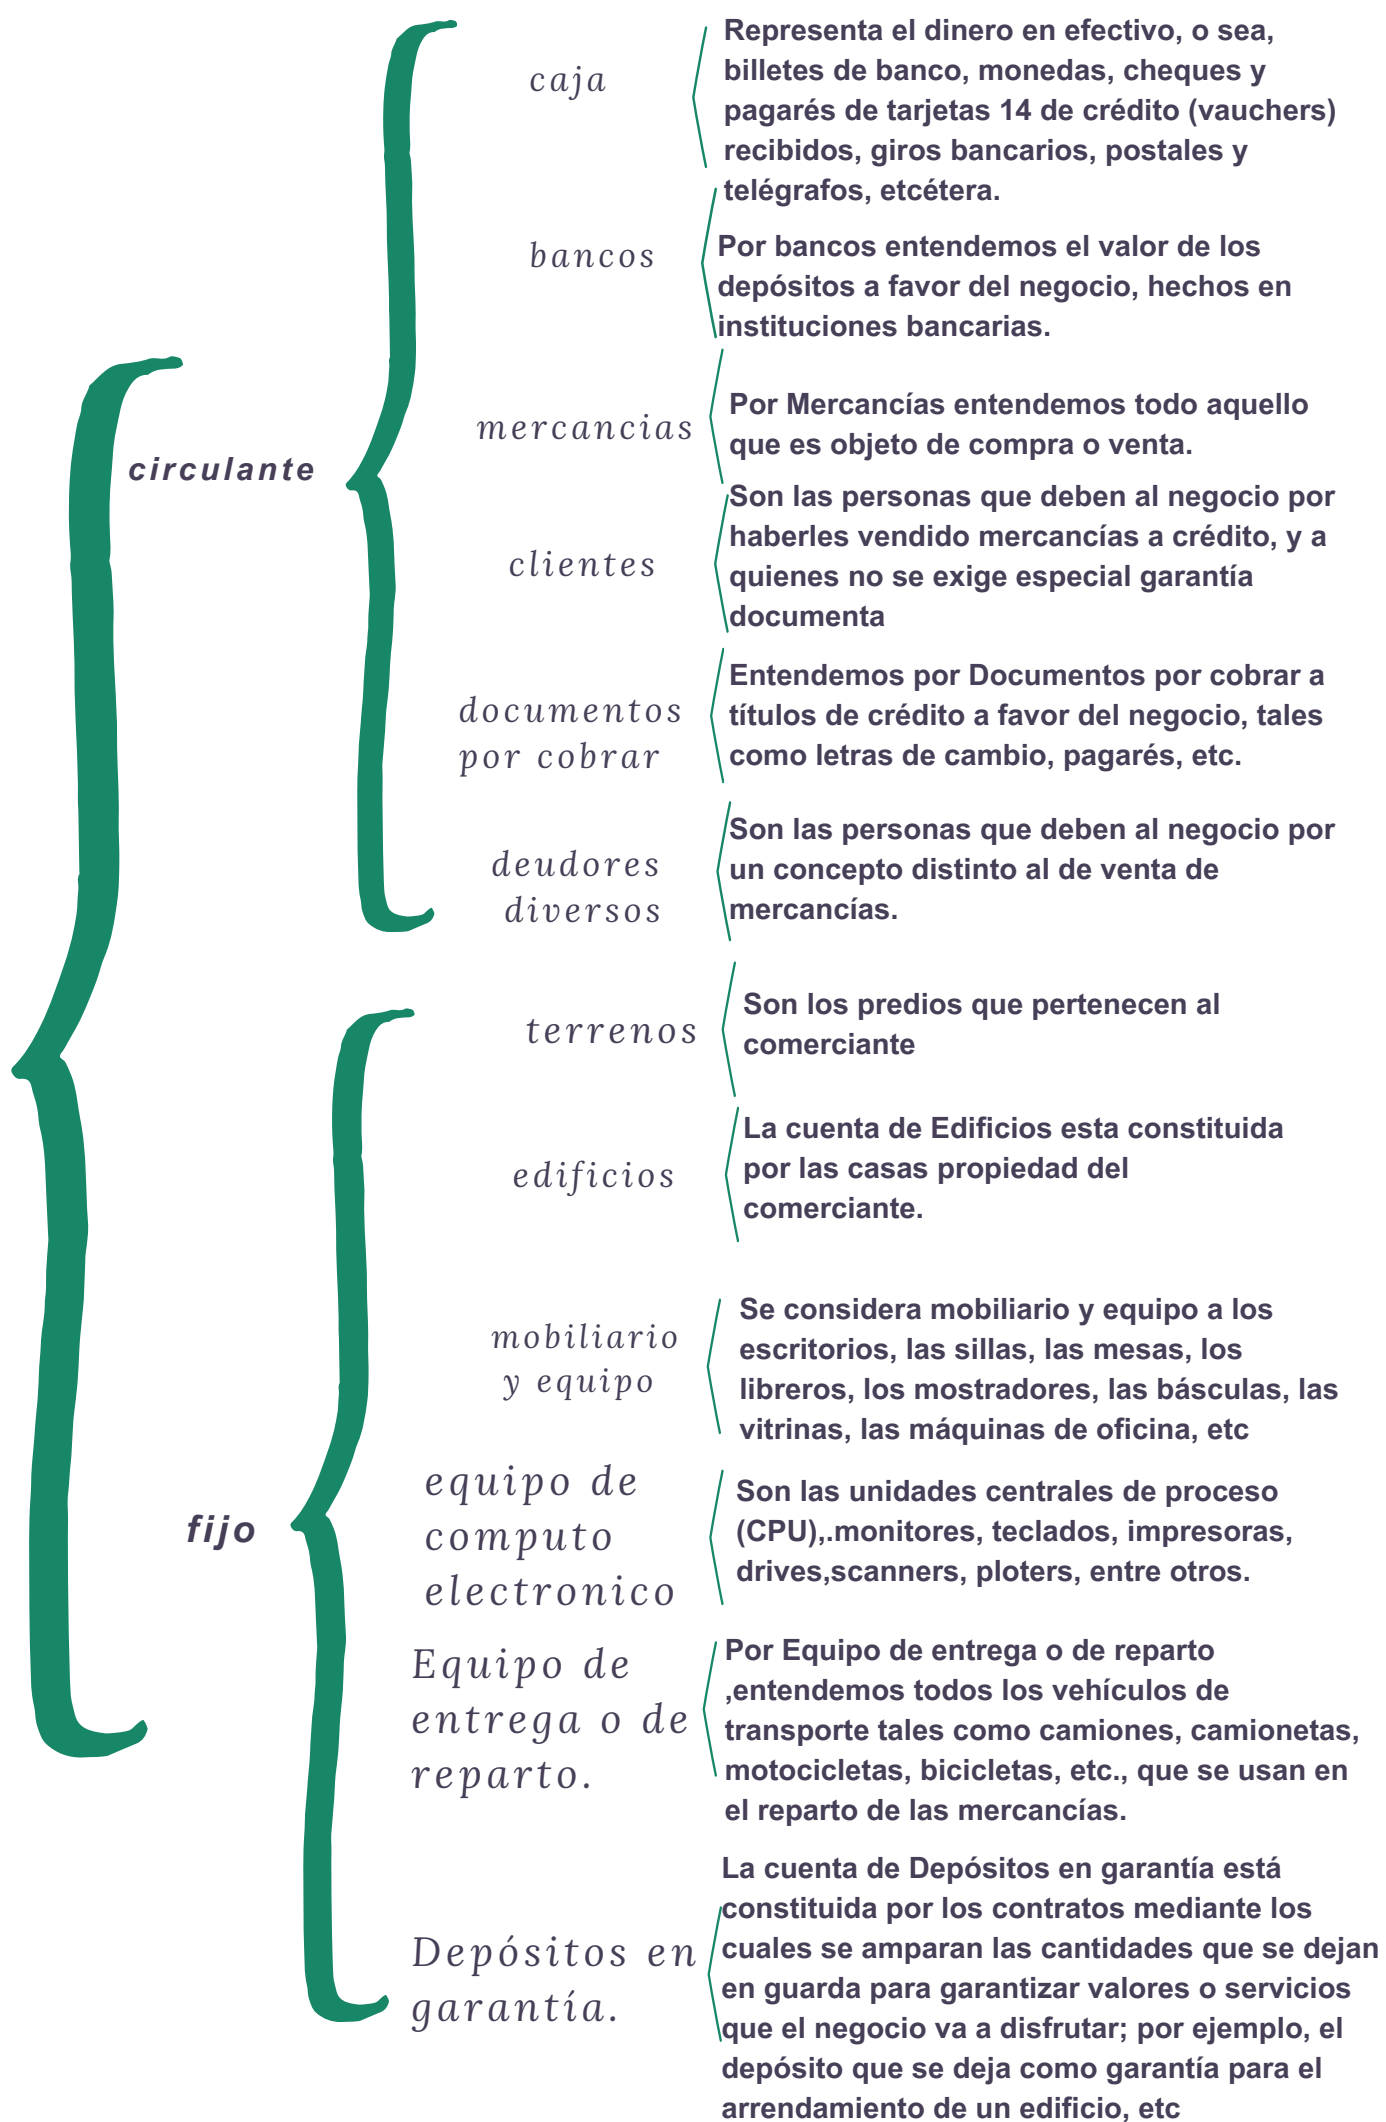 circulante
caja
Representa el dinero en efectivo, o sea,
billetes de banco, monedas, cheques y
pagarés de tarjetas 14 de crédito (vauchers)
recibidos, giros bancarios, postales y
telégrafos, etcétera.
bancos
Por bancos entendemos el valor de los
depósitos a favor del negocio, hechos en
instituciones bancarias.
mercancias
Por Mercancías entendemos todo aquello
que es objeto de compra o venta.
clientes
Son las personas que deben al negocio por
haberles vendido mercancías a crédito, y a
quienes no se exige especial garantía
documenta
documentos
por cobrar
Entendemos por Documentos por cobrar a
títulos de crédito a favor del negocio, tales
como letras de cambio, pagarés, etc.
deudores
diversos
Son las personas que deben al negocio por
un concepto distinto al de venta de
mercancías.
fijo
terrenos
Son los predios que pertenecen al
comerciante
edificios
La cuenta de Edificios esta constituida
por las casas propiedad del
comerciante.
mobiliario
y equipo
Se considera mobiliario y equipo a los
escritorios, las sillas, las mesas, los
libreros, los mostradores, las básculas, las
vitrinas, las máquinas de oficina, etc
equipo de
computo
electronico
Son las unidades centrales de proceso
(CPU),.monitores, teclados, impresoras,
drives,scanners, ploters, entre otros.
Equipo de
entrega o de
reparto.
Por Equipo de entrega o de reparto
,entendemos todos los vehículos de
transporte tales como camiones, camionetas,
motocicletas, bicicletas, etc., que se usan en
el reparto de las mercancías.
Depósitos en
garantía.
La cuenta de Depósitos en garantía está
constituida por los contratos mediante los
cuales se amparan las cantidades que se dejan
en guarda para garantizar valores o servicios
que el negocio va a disfrutar; por ejemplo, el
depósito que se deja como garantía para el
arrendamiento de un edificio, etc